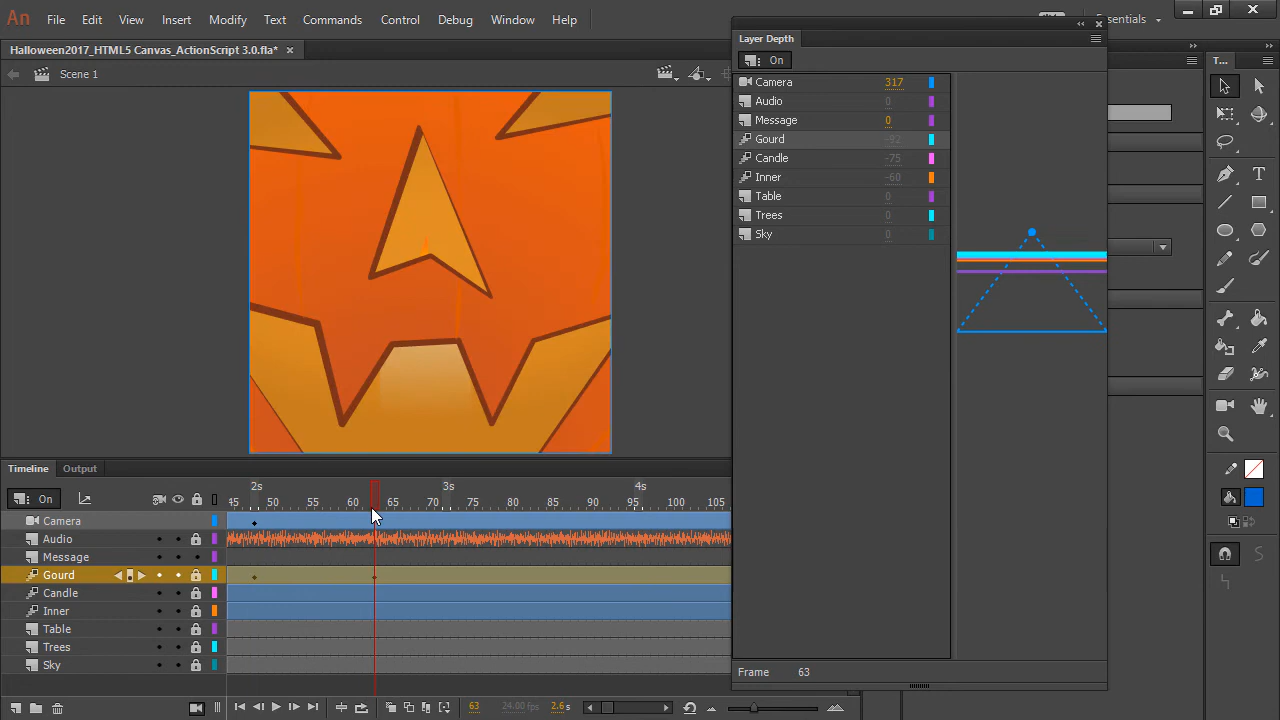 An File Edit View Insert Modify Text Commands Control Debug Window Help
Halloween2017_HTML5 Canvas_ActionScript 3.0.fla* ×
Scene 1
Essentials
Layer Depth
On
Camera 317
Audio 0
Message 0
Gourd -92
Candle -75
Inner -60
Table 0
Trees 0
Sky 0
Frame 63
T...
Timeline Output
2s 3s 4s
On
45 50 55 60 65 70 75 80 85 90 95 100 105
Camera
Audio
Message
Gourd
Candle
Inner
Table
Trees
Sky
63 24.00 fps 2.6s